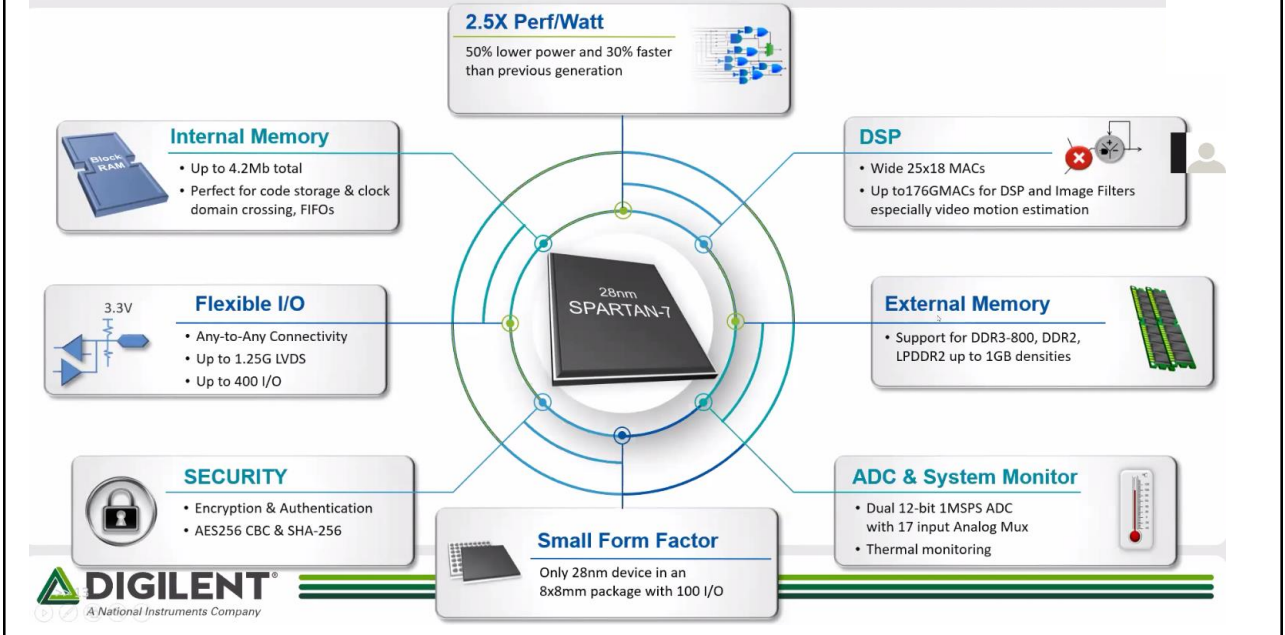 2.5X Perf/Watt
50% lower power and 30% faster
than previous generation
Internal Memory
Block
RAM
• Up to 4.2Mb total
• Perfect for code storage & clock
domain crossing, FIFOs
DSP
• Wide 25x18 MACs
• Up to176GMACs for DSP and Image Filters
especially video motion estimation
28nm
SPARTAN-7
Flexible I/O
3.3V
• Any-to-Any Connectivity
• Up to 1.25G LVDS
• Up to 400 I/O
External Memory
• Support for DDR3-800, DDR2,
LPDDR2 up to 1GB densities
SECURITY
• Encryption & Authentication
• AES256 CBC & SHA-256
ADC & System Monitor
• Dual 12-bit 1MSPS ADC
with 17 input Analog Mux
• Thermal monitoring
Small Form Factor
Only 28nm device in an
8x8mm package with 100 I/O
DIGILENT®
A National Instruments Company